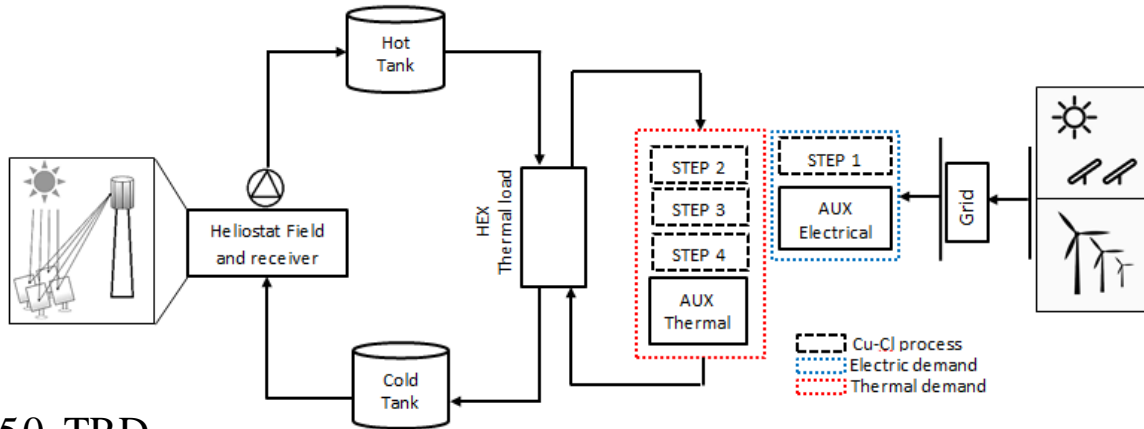 Hot
Tank
Heliostat Field
and receiver
Cold
Tank
HEX
Thermal load
STEP 2
STEP 3
STEP 4
AUX
Thermal
STEP 1
AUX
Electrical
Grid
Cu-Cl process
Electric demand
Thermal demand